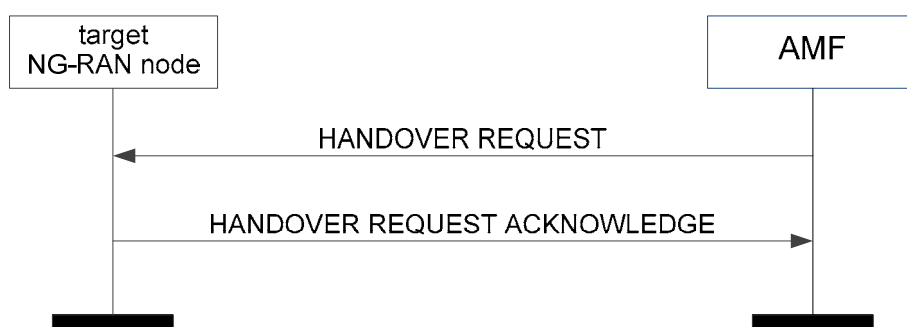 target
NG-RAN node
AMF
HANDOVER REQUEST
HANDOVER REQUEST ACKNOWLEDGE